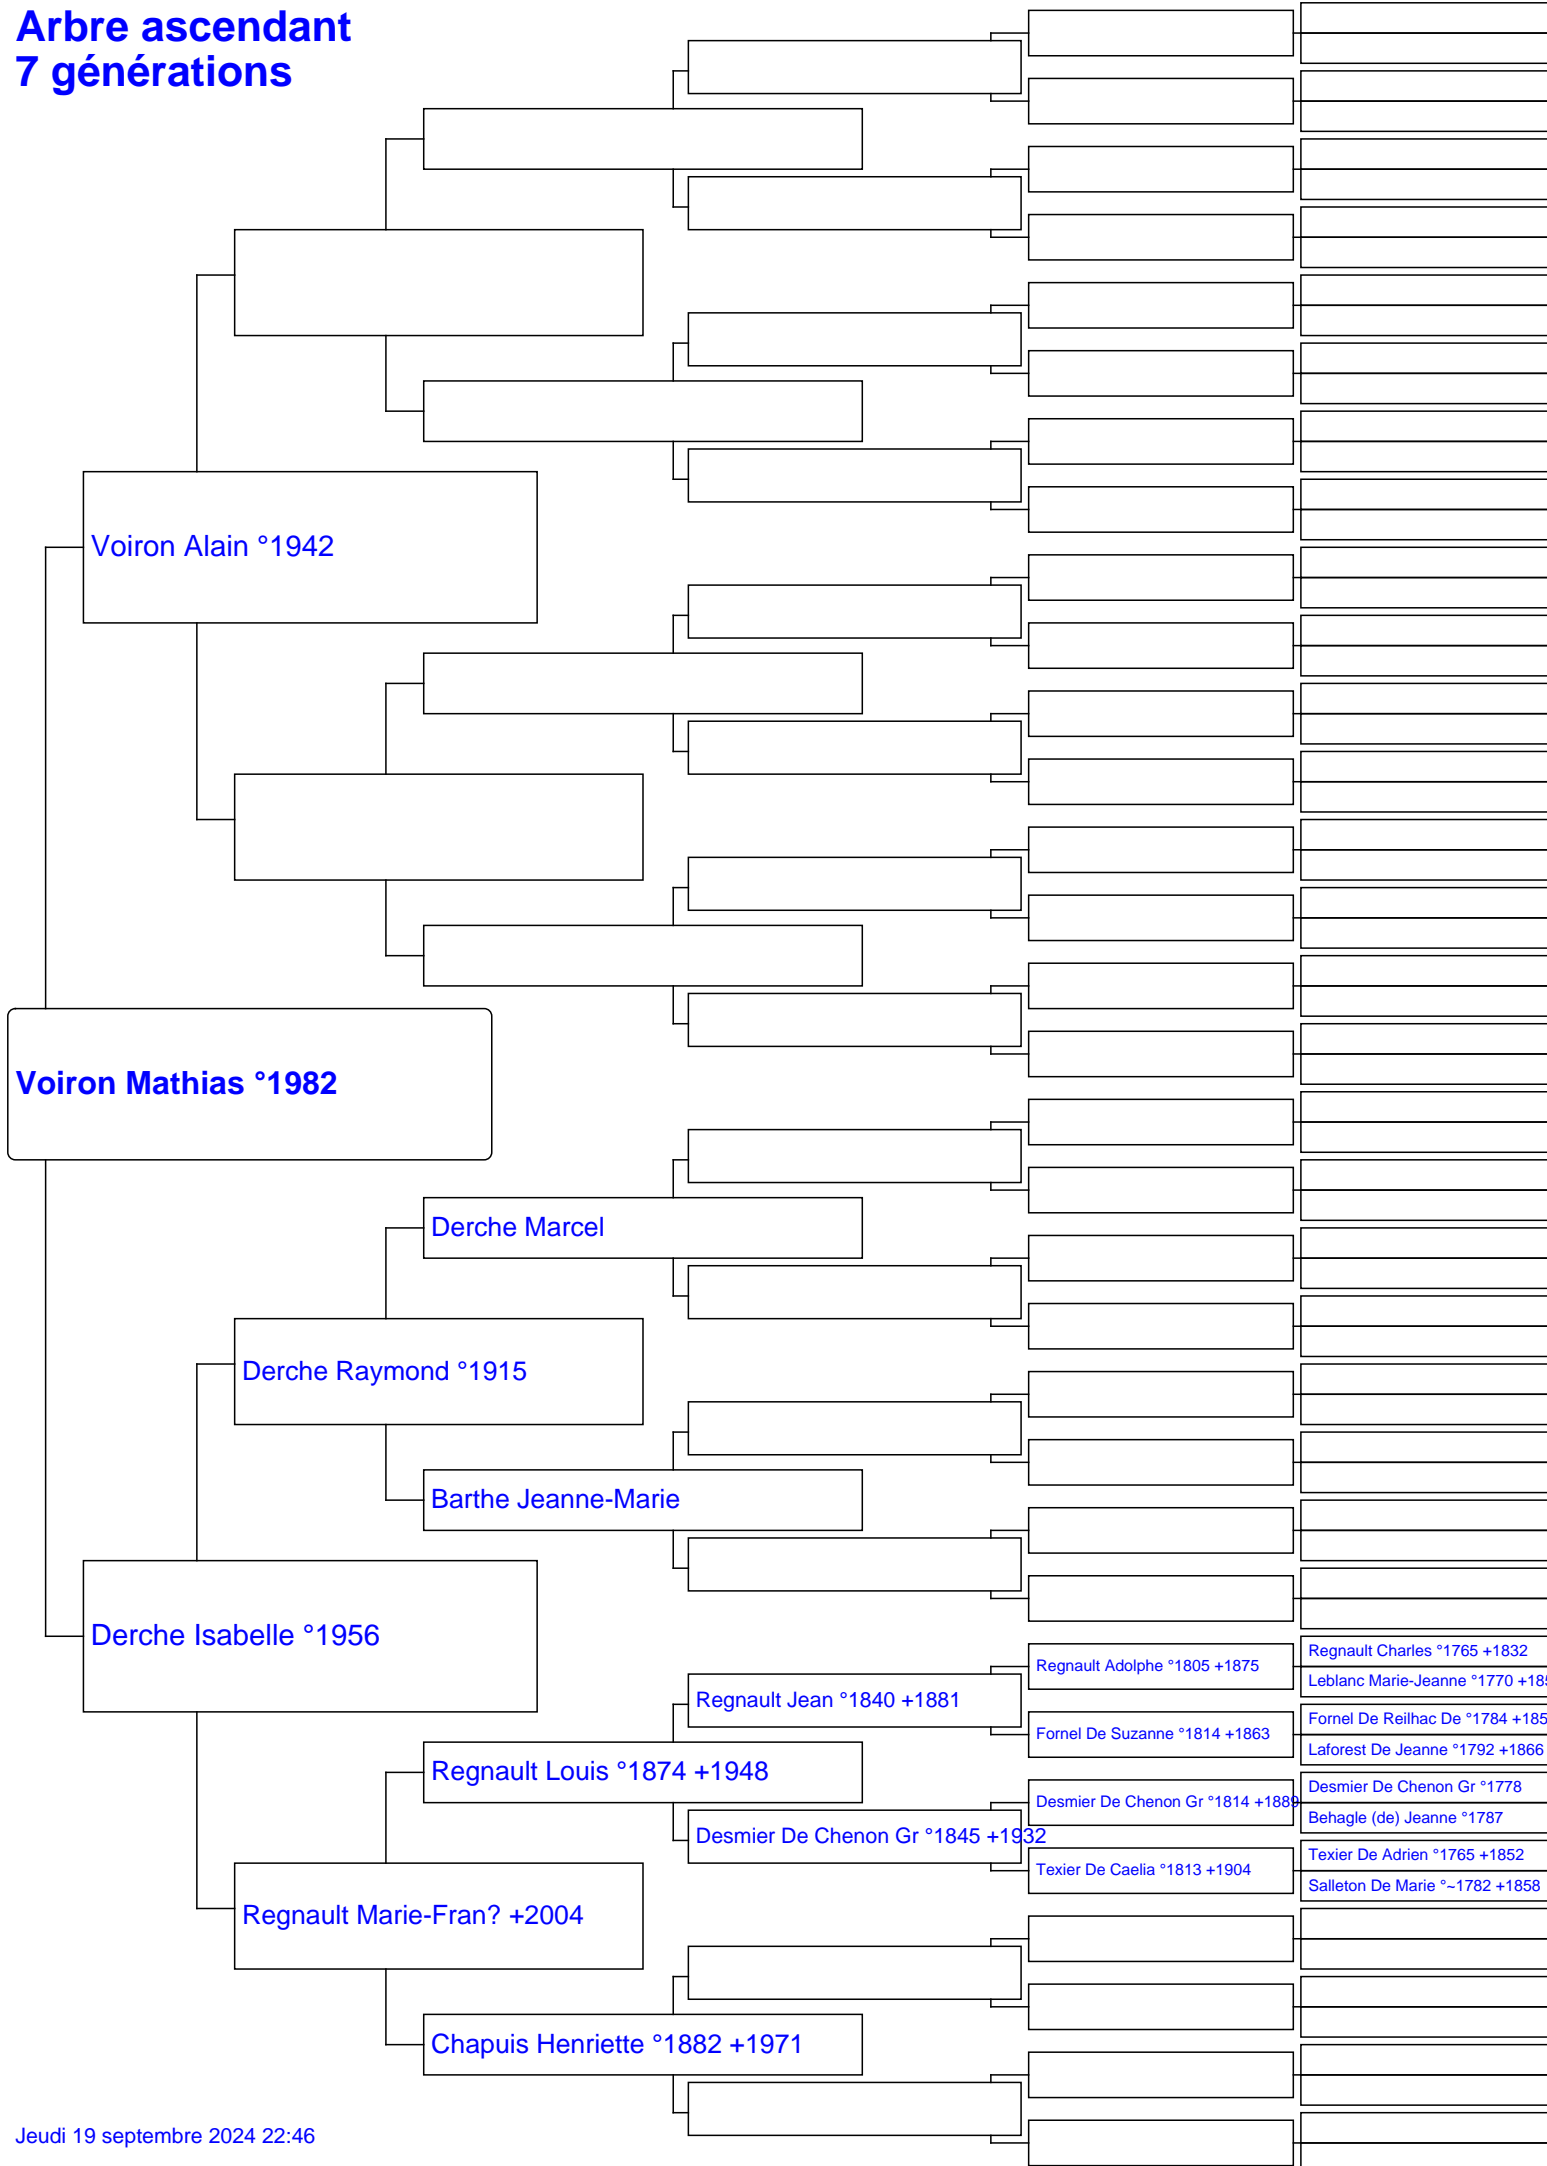 Arbre ascendant
7 générations
Voiron Alain °1942
Voiron Mathias °1982
Derche Marcel
Derche Raymond °1915
Barthe Jeanne-Marie
Derche Isabelle °1956
Regnault Charles °1765 +1832
Regnault Adolphe °1805 +1875
Leblanc Marie-Jeanne °1770 +185
Regnault Jean °1840 +1881
Fornel De Reilhac De °1784 +185
Fornel De Suzanne °1814 +1863
Laforest De Jeanne °1792 +1866
Regnault Louis °1874 +1948
Desmier De Chenon Gr °1778
Desmier De Chenon Gr °1814 +1889
Behagle (de) Jeanne °1787
Desmier De Chenon Gr °1845 +1932
Texier De Adrien °1765 +1852
Texier De Caelia °1813 +1904
Salleton De Marie °~1782 +1858
Regnault Marie-Fran? +2004
Chapuis Henriette °1882 +1971
Jeudi 19 septembre 2024 22:46